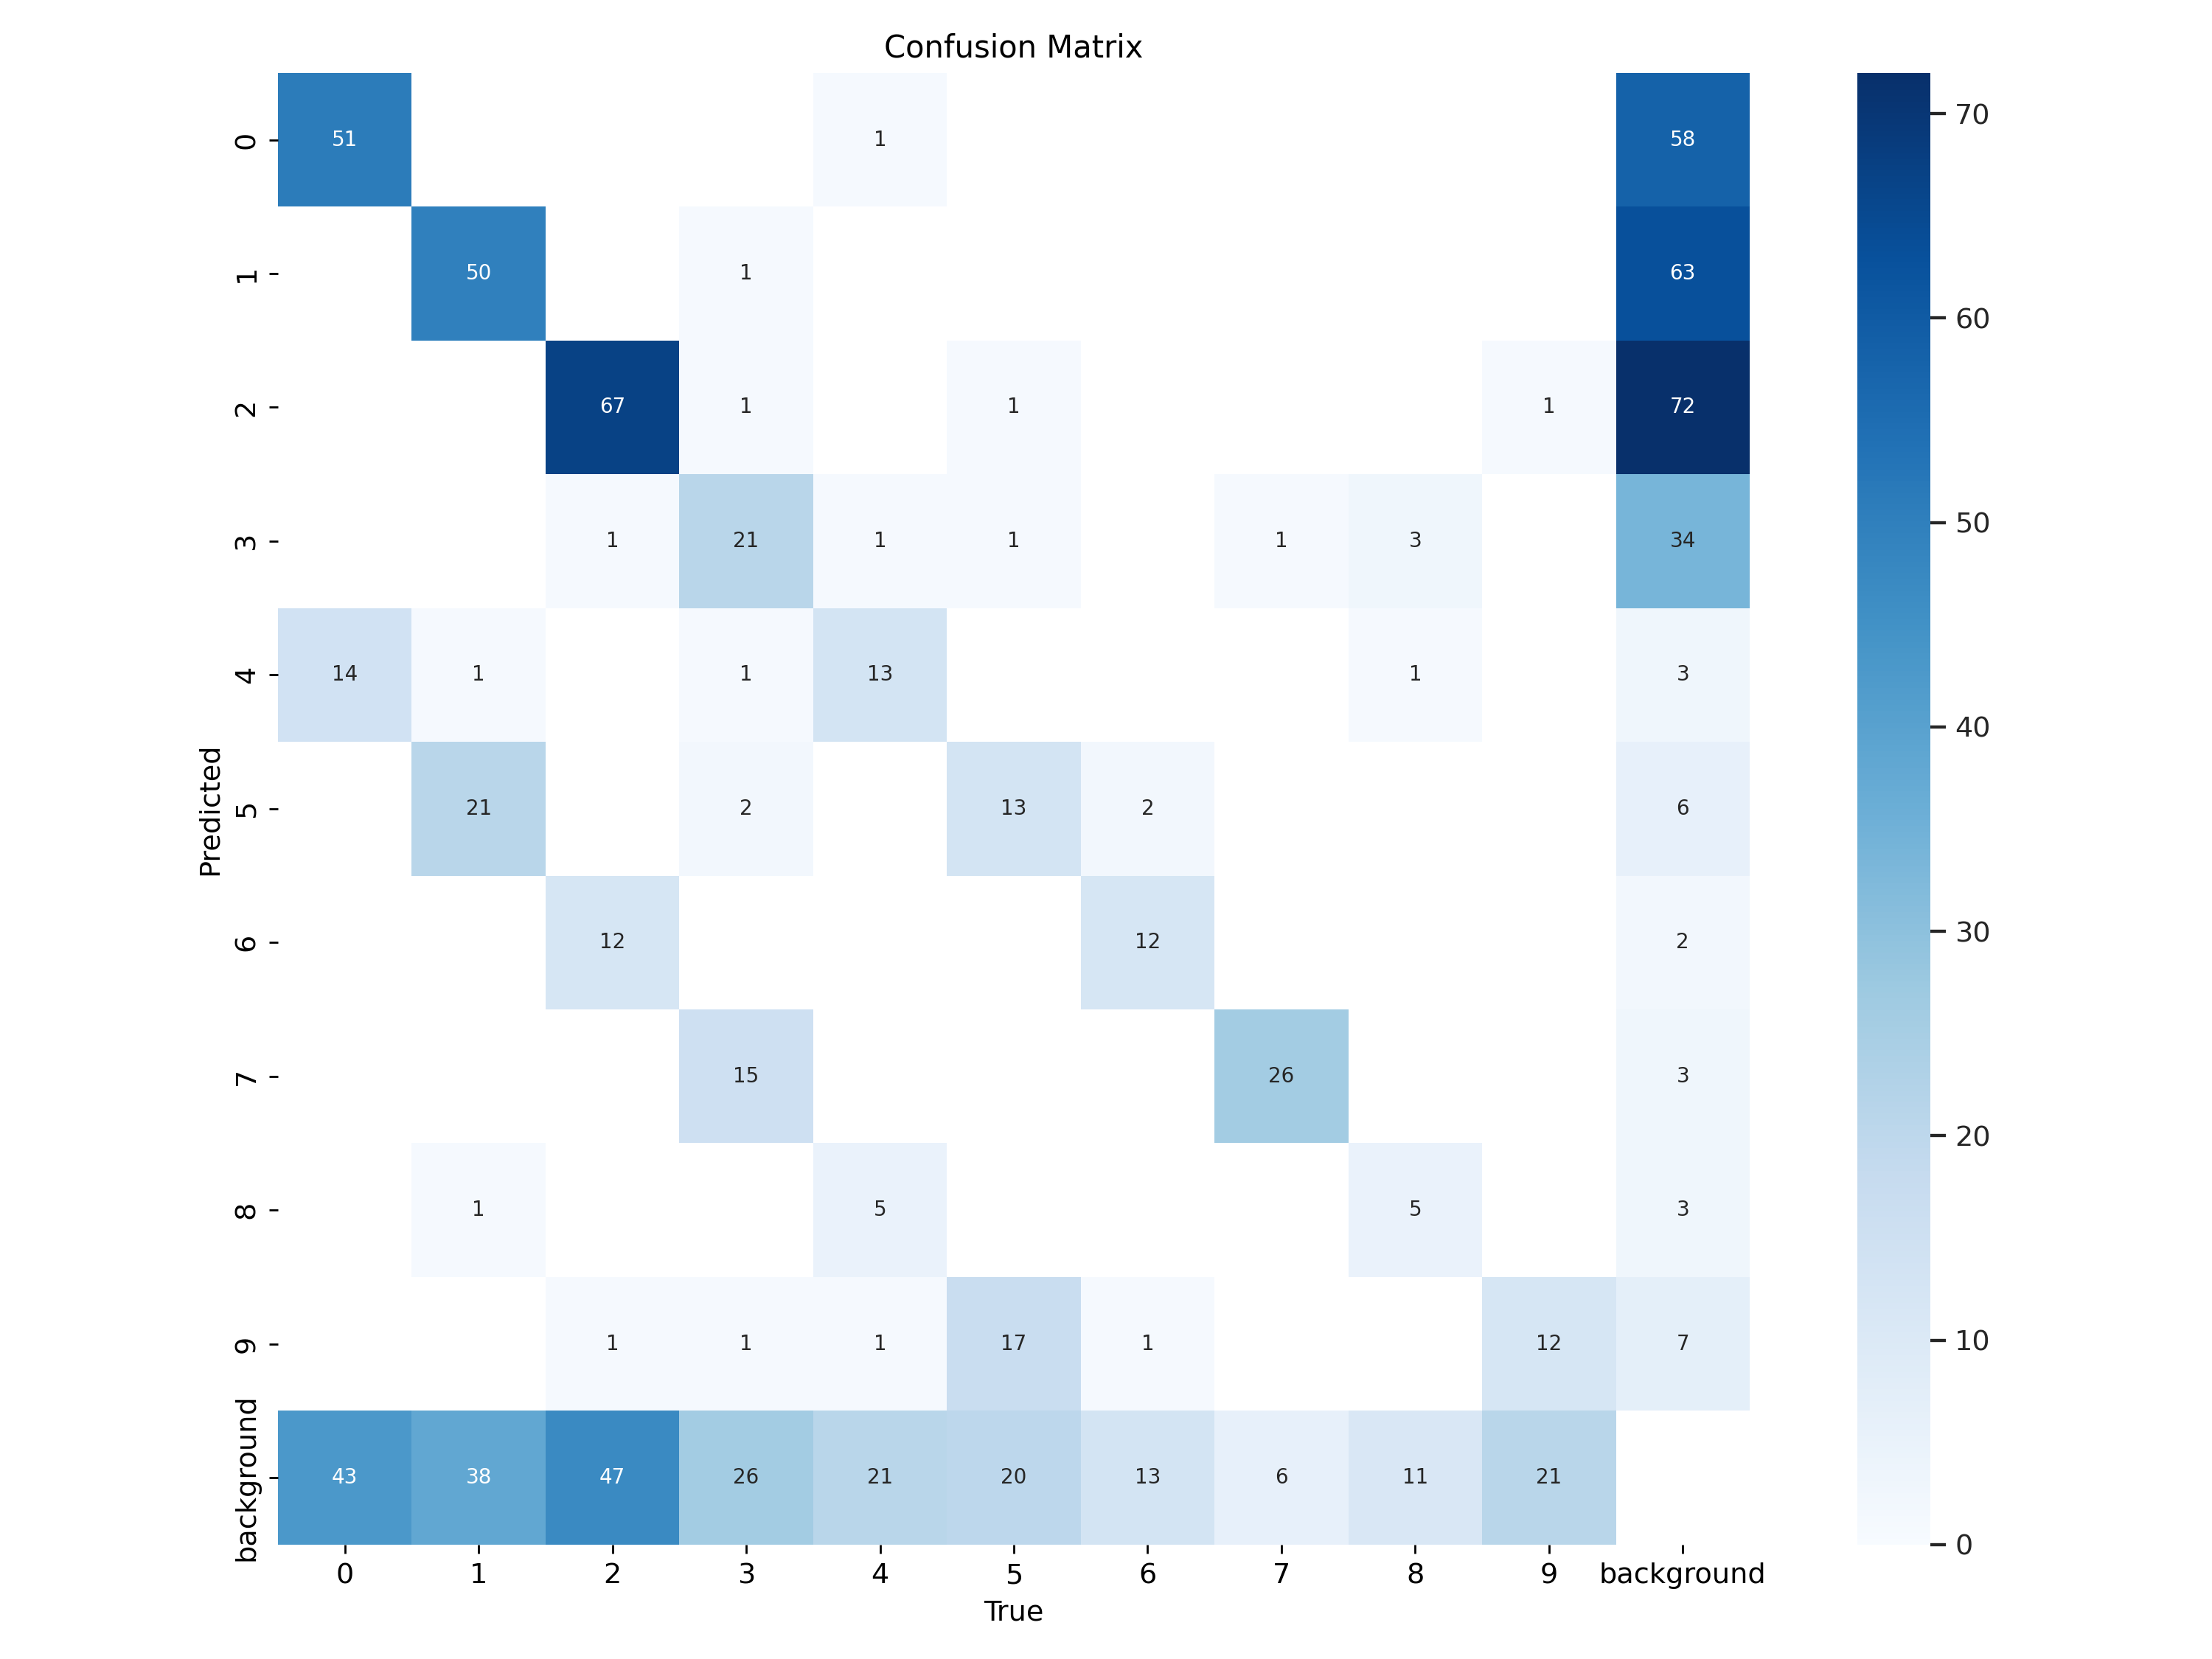 Confusion Matrix
0 51 1 58
1 50 1 63
2 67 1 1 1 72
3 1 21 1 1 1 3 34
4 14 1 1 13 1 3
5 21 2 13 2 6
6 12 12 2
7 15 26 3
8 1 5 5 3
9 1 1 1 17 1 12 7
background 43 38 47 26 21 20 13 6 11 21
0 1 2 3 4 5 6 7 8 9 background
True
Predicted
70
60
50
40
30
20
10
0